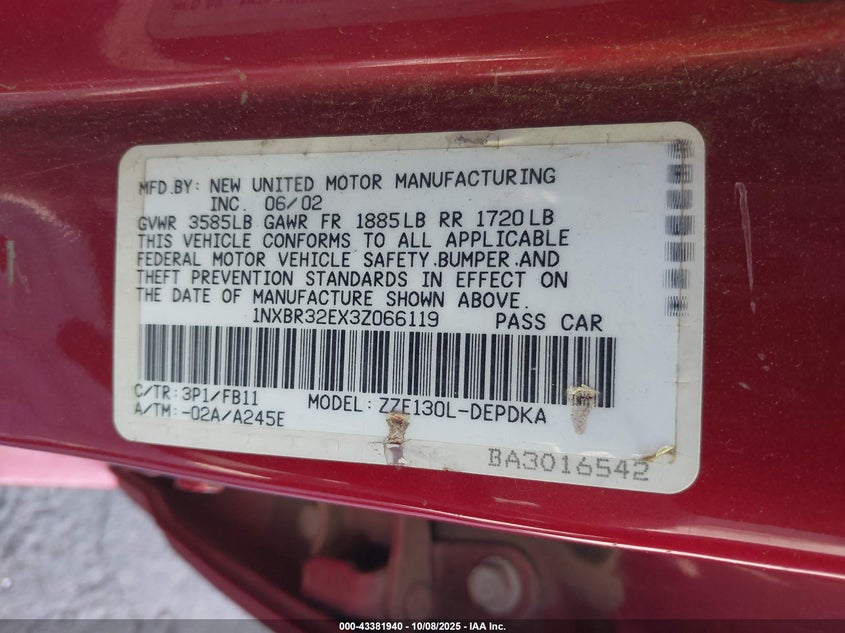 MFD.BY: NEW UNITED MOTOR MANUFACTURING
INC. 06/02
GVWR 3585LB GAWR FR 1885LB RR 1720LB
THIS VEHICLE CONFORMS TO ALL APPLICABLE
FEDERAL MOTOR VEHICLE SAFETY.BUMPER.AND
THEFT PREVENTION STANDARDS IN EFFECT ON
THE DATE OF MANUFACTURE SHOWN ABOVE.
1NXBR32EX3Z066119 PASS CAR
C/TR: 3P1/FB11
A/TM: -02A/A245E
MODEL: ZZE130L-DEPDKA
BA3016542
000-43381940 - 10/08/2025 - IAA Inc.